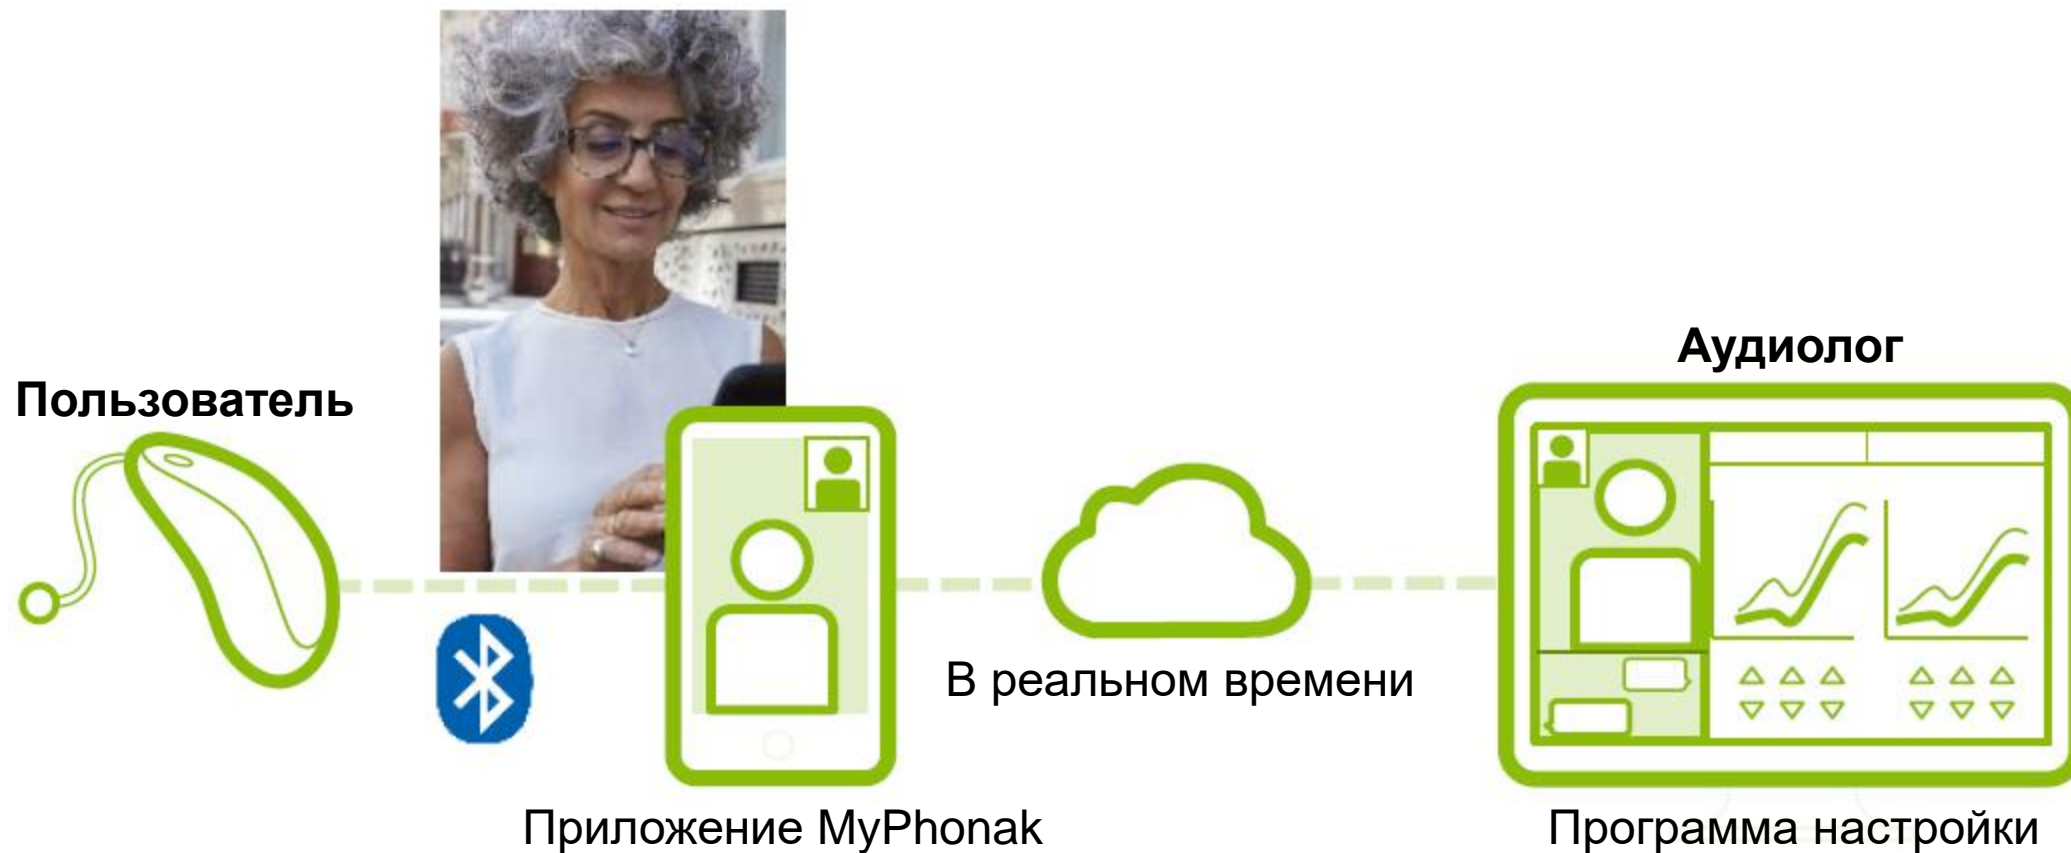 Аудиолог
Пользователь
В реальном времени
Приложение MyPhonak
Программа настройки